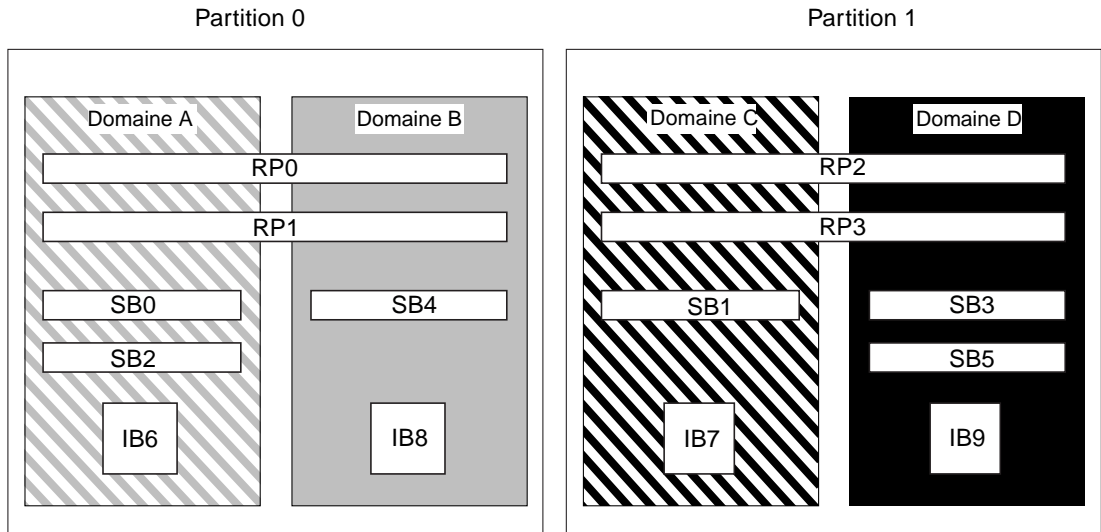 Partition 0
Partition 1
Domaine A
Domaine B
Domaine C
Domaine D
RP0
RP2
RP1
RP3
SB0
SB4
SB1
SB3
SB2
SB5
IB6
IB8
IB7
IB9